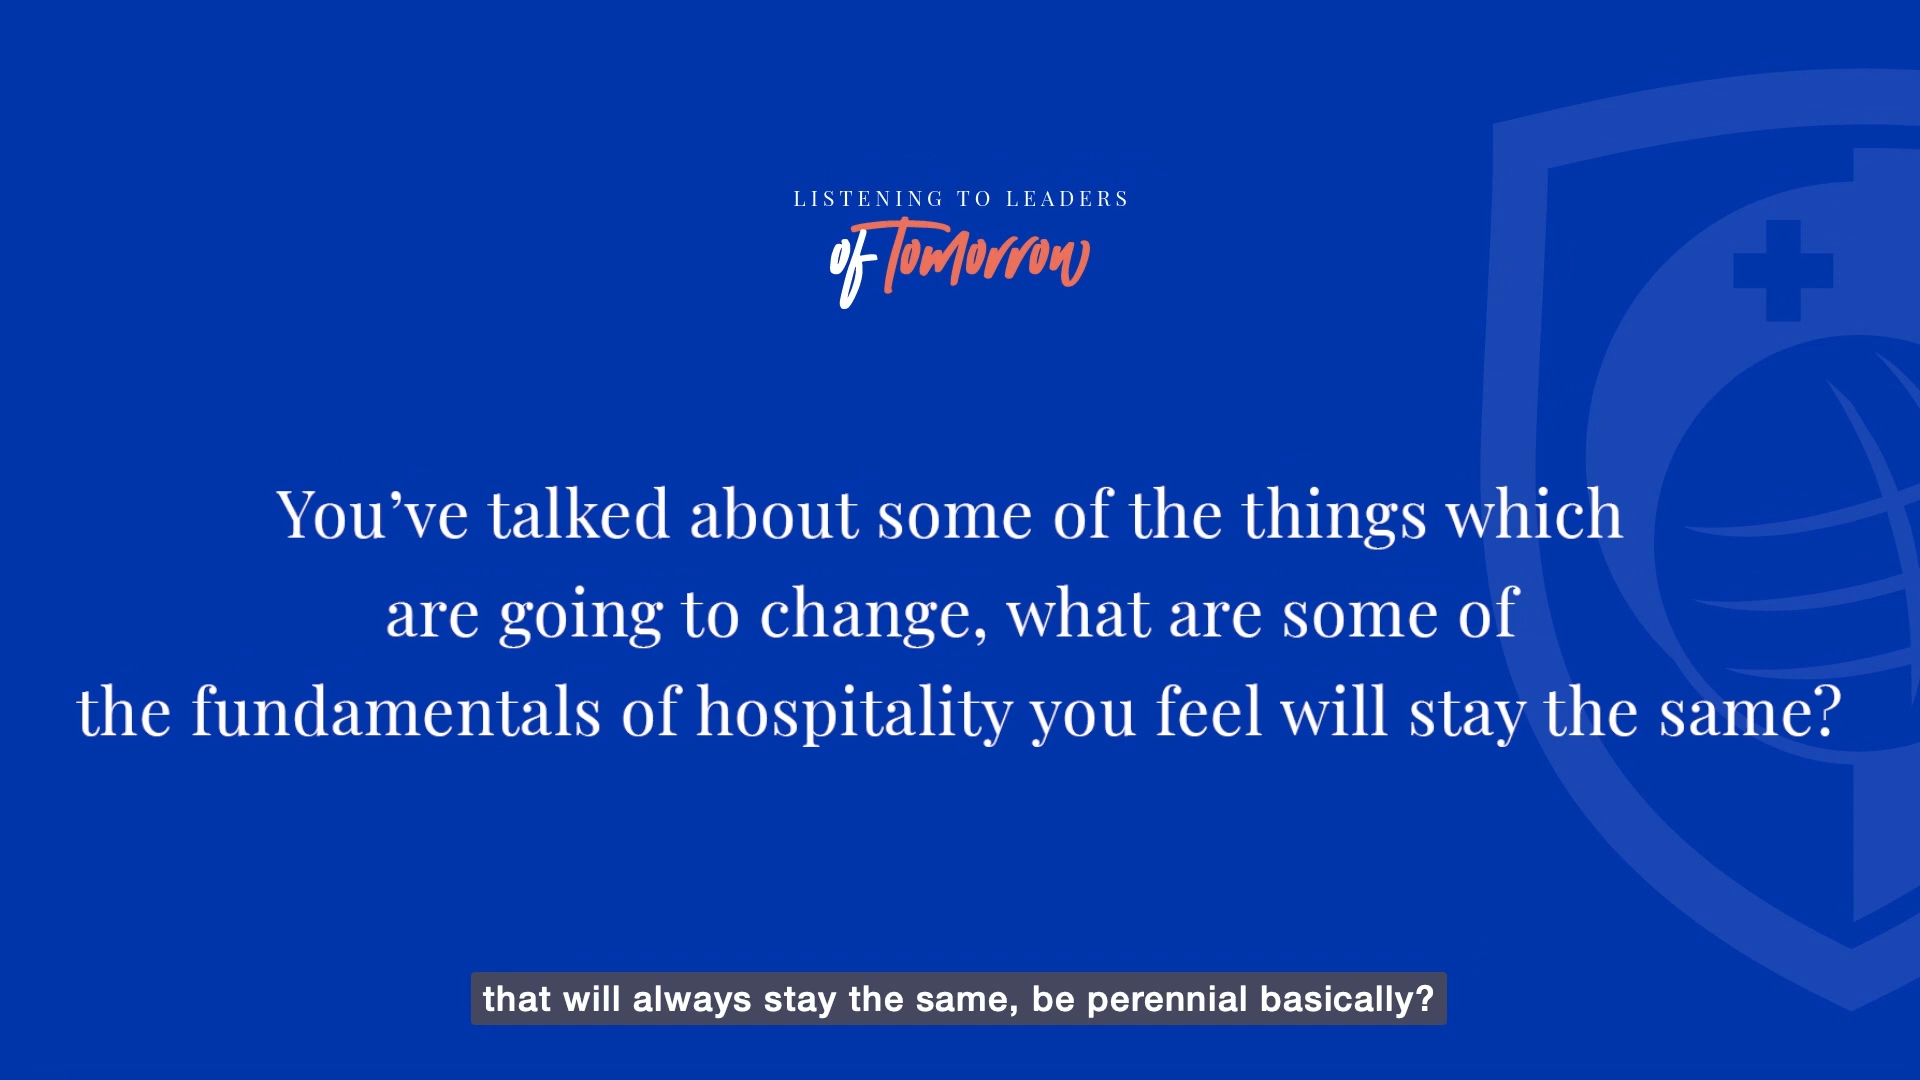 LISTENING TO LEADERS
of Tomorrow
You’ve talked about some of the things which
are going to change, what are some of
the fundamentals of hospitality you feel will stay the same?
that will always stay the same, be perennial basically?